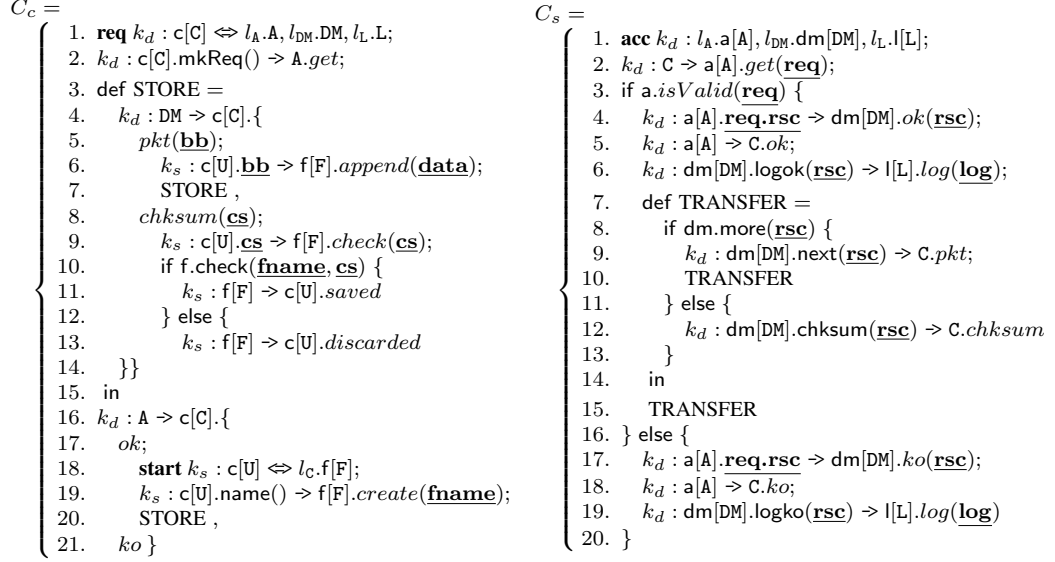 C_c =
1. req k_d : c[C] ⇔ l_A.A, l_DM.DM, l_L.L;
2. k_d : c[C].mkReq() -> A.get;
3. def STORE =
4. k_d : DM -> c[C].{
5. pkt(bb);
6. k_s : c[U].bb -> f[F].append(data);
7. STORE ,
8. chksum(cs);
9. k_s : c[U].cs -> f[F].check(cs);
10. if f.check(fname, cs) {
11. k_s : f[F] -> c[U].saved
12. } else {
13. k_s : f[F] -> c[U].discarded
14. }}
15. in
16. k_d : A -> c[C].{
17. ok;
18. start k_s : c[U] ⇔ l_C.f[F];
19. k_s : c[U].name() -> f[F].create(fname);
20. STORE ,
21. ko }
C_s =
1. acc k_d : l_A.a[A], l_DM.dm[DM], l_L.l[L];
2. k_d : C -> a[A].get(req);
3. if a.isValid(req) {
4. k_d : a[A].req.rsc -> dm[DM].ok(rsc);
5. k_d : a[A] -> C.ok;
6. k_d : dm[DM].logok(rsc) -> l[L].log(log);
7. def TRANSFER =
8. if dm.more(rsc) {
9. k_d : dm[DM].next(rsc) -> C.pkt;
10. TRANSFER
11. } else {
12. k_d : dm[DM].chksum(rsc) -> C.chksum
13. }
14. in
15. TRANSFER
16. } else {
17. k_d : a[A].req.rsc -> dm[DM].ko(rsc);
18. k_d : a[A] -> C.ko;
19. k_d : dm[DM].logko(rsc) -> l[L].log(log)
20. }